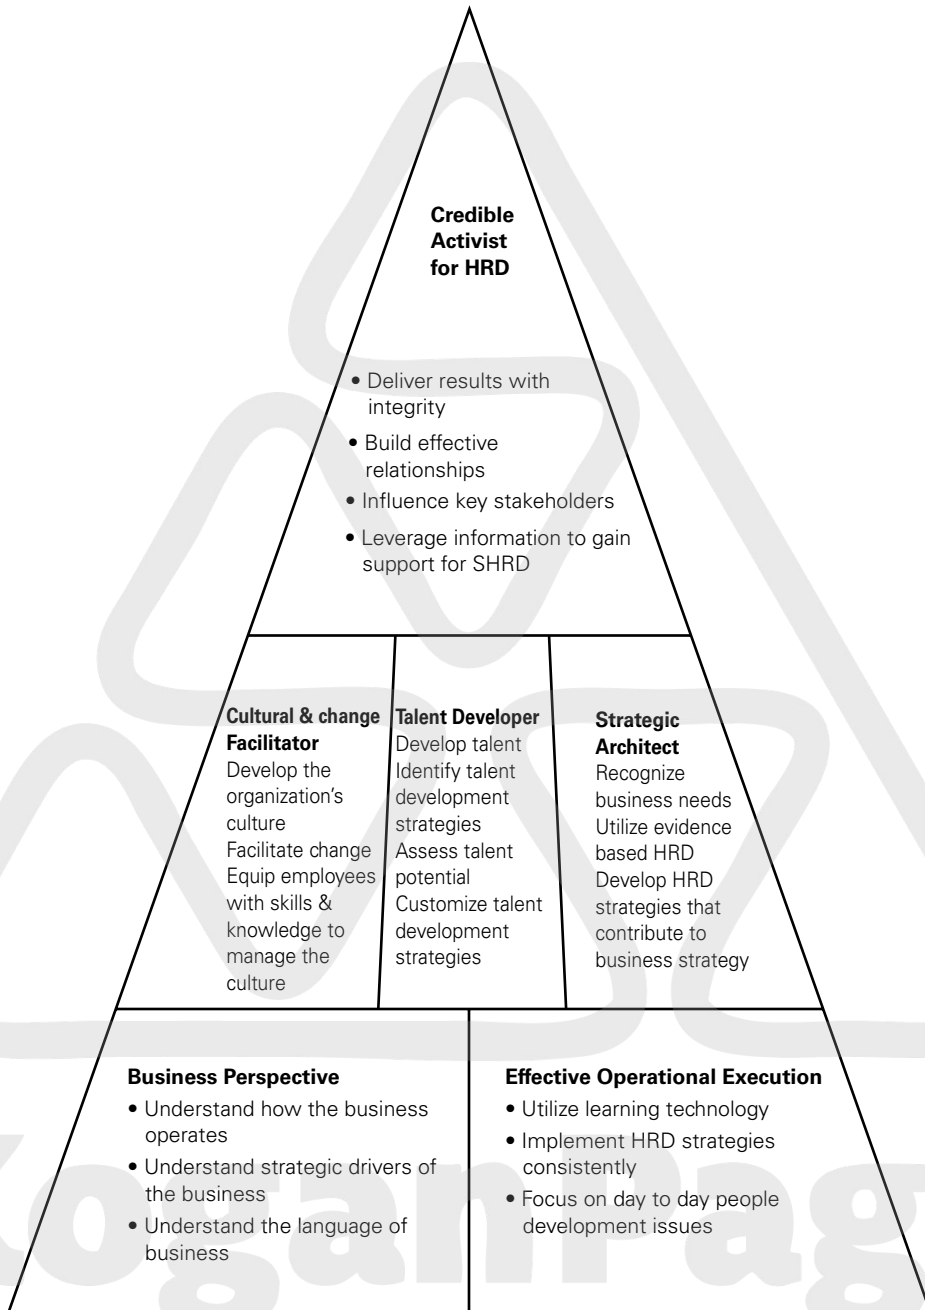 Credible
Activist
for HRD
• Deliver results with
integrity
• Build effective
relationships
• Influence key stakeholders
• Leverage information to gain
support for SHRD
Cultural & change
Facilitator
Develop the
organization's
culture
Facilitate change
Equip employees
with skills &
knowledge to
manage the
culture
Talent Developer
Develop talent
Identify talent
development
strategies
Assess talent
potential
Customize talent
development
strategies
Strategic
Architect
Recognize
business needs
Utilize evidence
based HRD
Develop HRD
strategies that
contribute to
business strategy
Business Perspective
• Understand how the business
operates
• Understand strategic drivers of
the business
• Understand the language of
business
Effective Operational Execution
• Utilize learning technology
• Implement HRD strategies
consistently
• Focus on day to day people
development issues
KoganPag